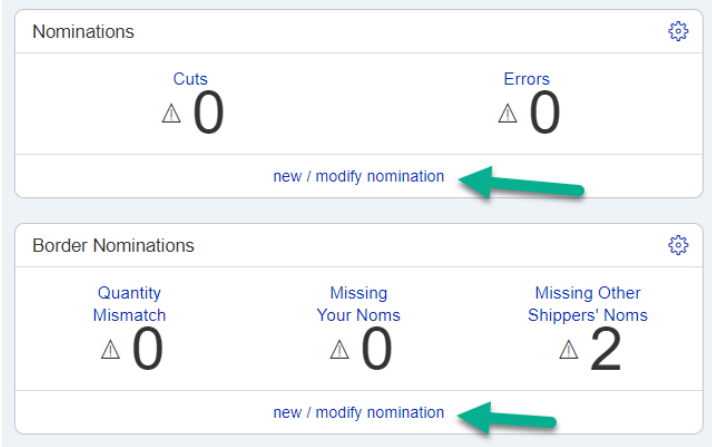 Nominations
Cuts
0
Errors
0
new / modify nomination
Border Nominations
Quantity
Mismatch
0
Missing
Your Noms
0
Missing Other
Shippers' Noms
2
new / modify nomination